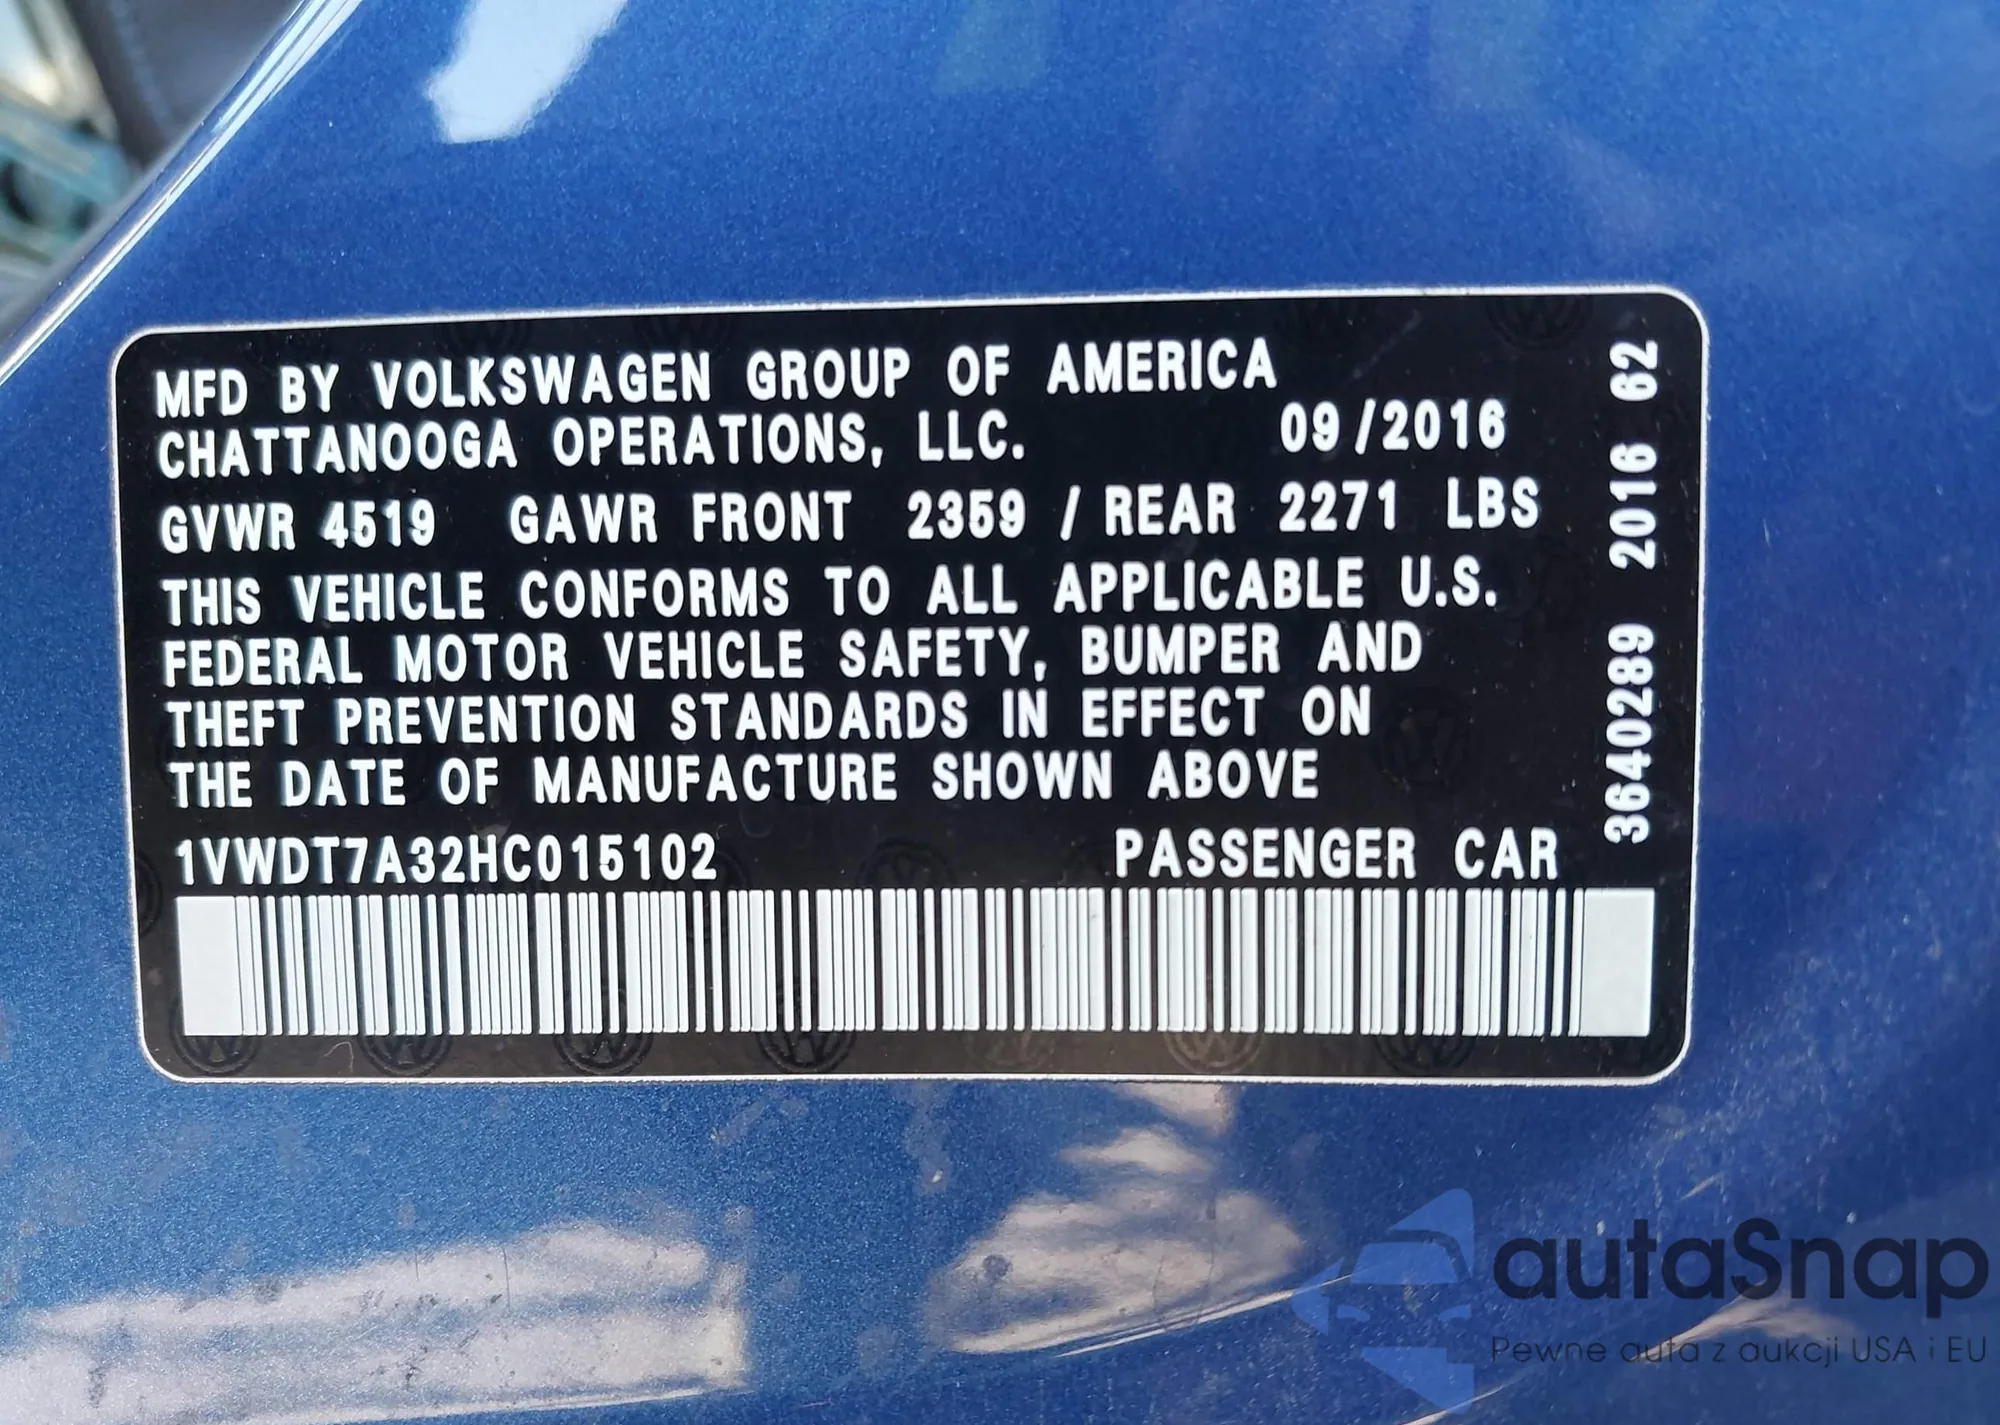 MFD BY VOLKSWAGEN GROUP OF AMERICA
CHATTANOOGA OPERATIONS, LLC. 09/2016
GVWR 4519 GAWR FRONT 2359 / REAR 2271 LBS
THIS VEHICLE CONFORMS TO ALL APPLICABLE U.S.
FEDERAL MOTOR VEHICLE SAFETY, BUMPER AND
THEFT PREVENTION STANDARDS IN EFFECT ON
THE DATE OF MANUFACTURE SHOWN ABOVE
1VWDT7A32HC015102 PASSENGER CAR
3640289 2016 62
autaSnap
Pewne auta z aukcji USA i EU